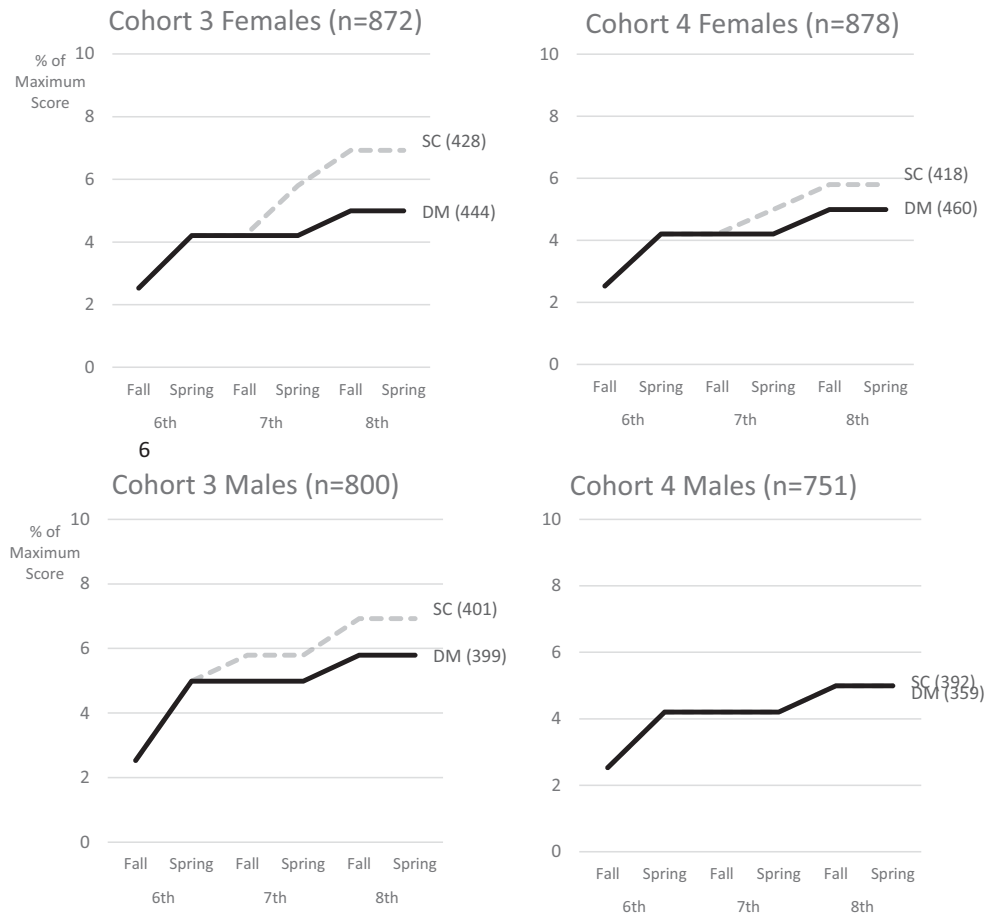 Cohort 3 Females (n=872)
% of
Maximum
Score
10
8
6
4
2
0
SC (428)
DM (444)
Fall Spring Fall Spring Fall Spring
6th 7th 8th
Cohort 4 Females (n=878)
10
8
6
4
2
0
SC (418)
DM (460)
Fall Spring Fall Spring Fall Spring
6th 7th 8th
6
Cohort 3 Males (n=800)
% of
Maximum
Score
10
8
6
4
2
0
SC (401)
DM (399)
Fall Spring Fall Spring Fall Spring
6th 7th 8th
Cohort 4 Males (n=751)
10
8
6
4
2
0
SC (392)
DM (359)
Fall Spring Fall Spring Fall Spring
6th 7th 8th